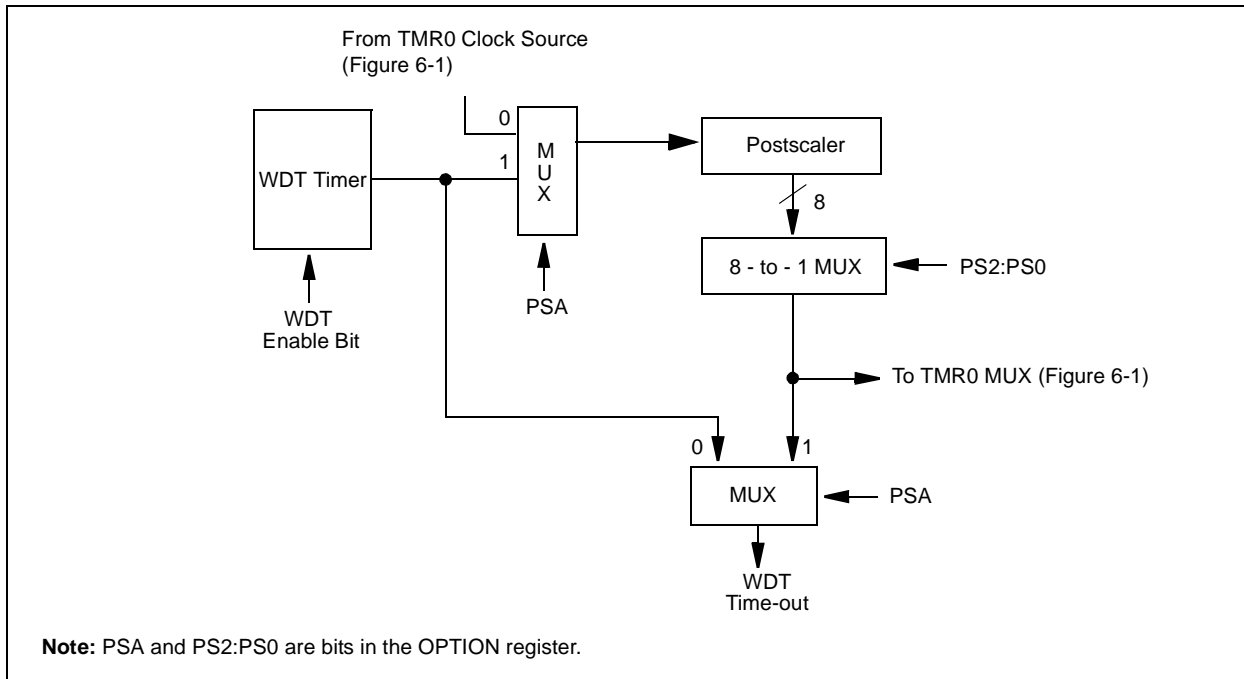 From TMR0 Clock Source
(Figure 6-1)
0
1
M
U
X
WDT Timer
Postscaler
8
8 - to - 1 MUX
PS2:PS0
PSA
WDT
Enable Bit
To TMR0 MUX (Figure 6-1)
0
1
MUX
PSA
WDT
Time-out
Note: PSA and PS2:PS0 are bits in the OPTION register.